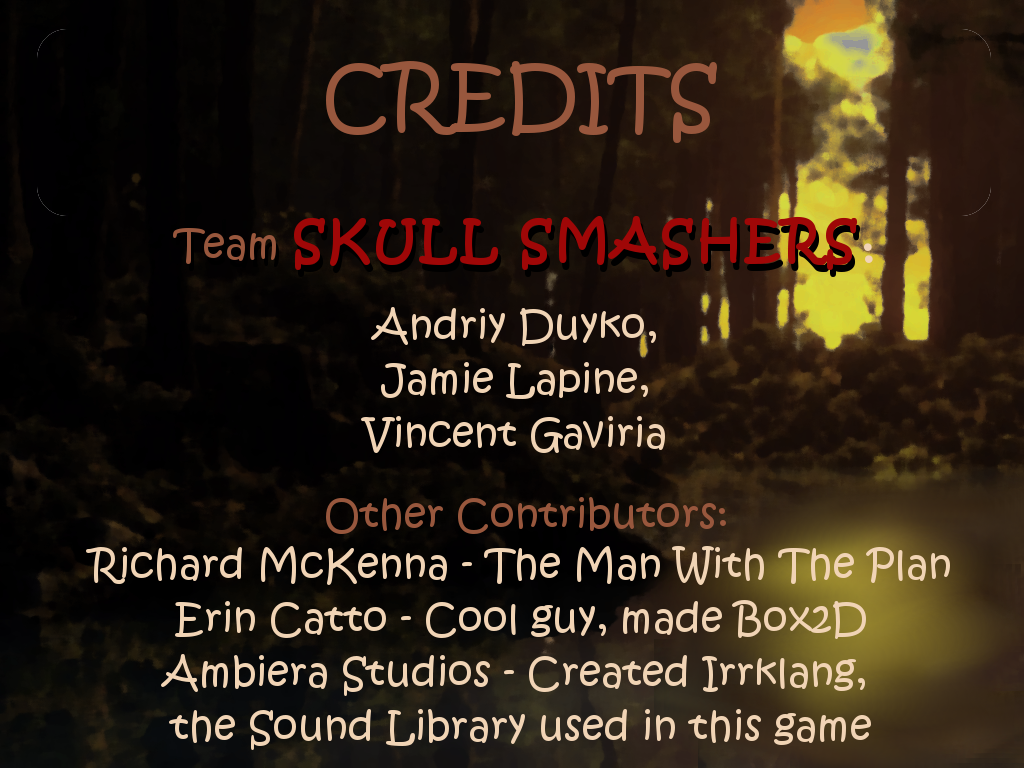 CREDITS
Team SKULL SMASHERS:
Andriy Duyko,
Jamie Lapine,
Vincent Gaviria
Other Contributors:
Richard McKenna - The Man With The Plan
Erin Catto - Cool guy, made Box2D
Ambiera Studios - Created Irrklang,
the Sound Library used in this game